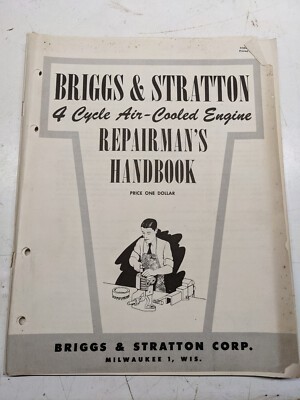 BRIGGS & STRATTON
4 Cycle Air-Cooled Engine
REPAIRMAN'S
HANDBOOK
PRICE ONE DOLLAR
BRIGGS & STRATTON CORP.
MILWAUKEE 1, WIS.